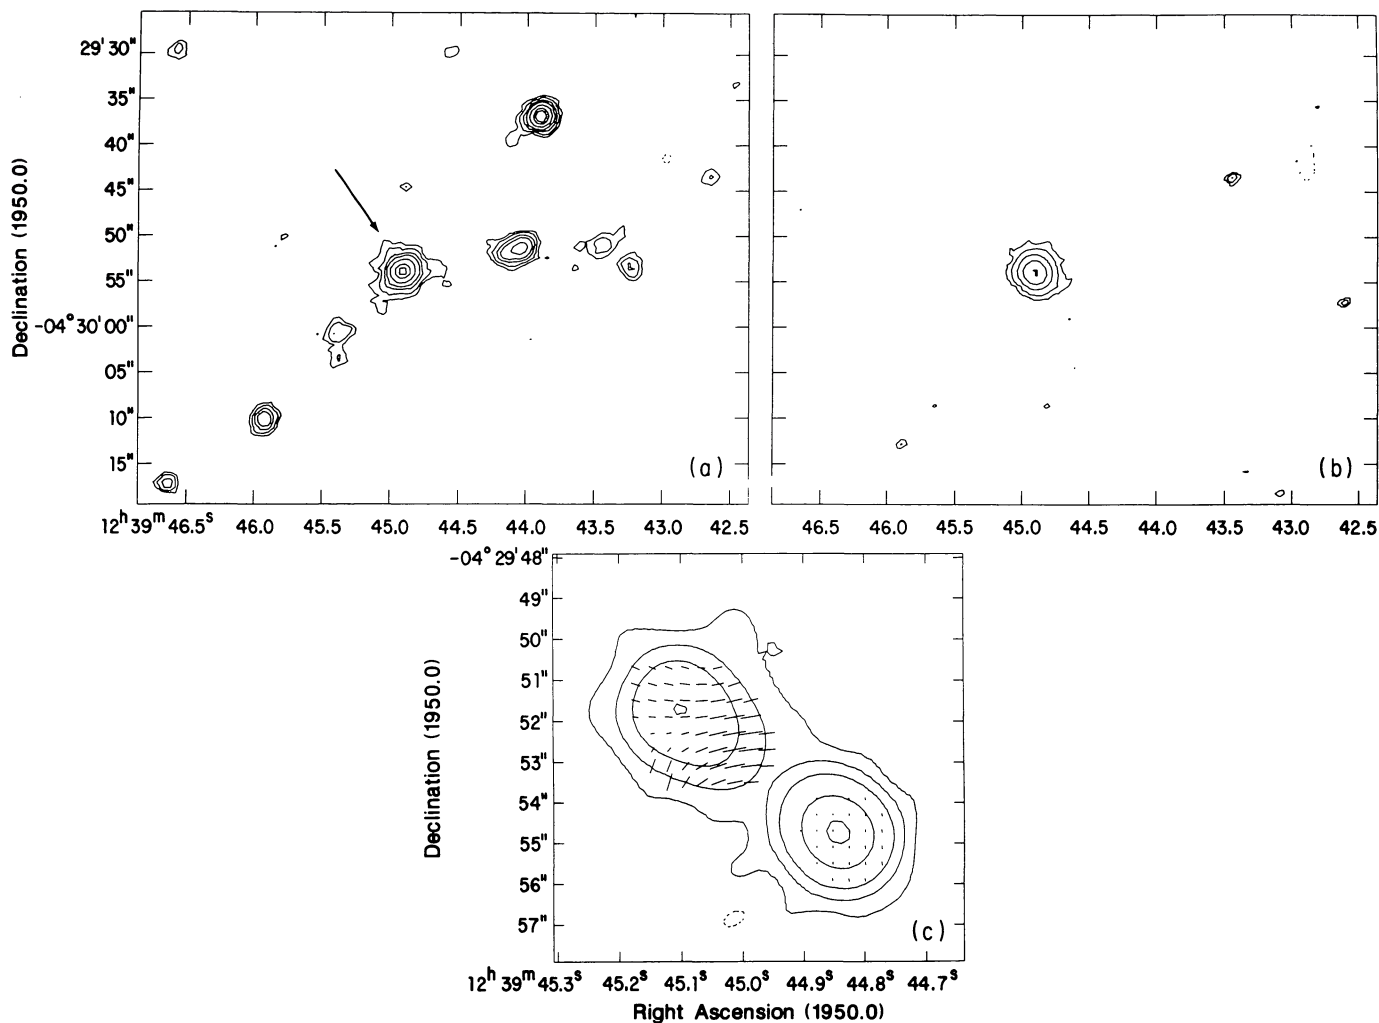 Declination (1950.0)
29' 30"
35"
40"
45"
50"
55"
-04° 30' 00"
05"
10"
15"
12h 39m 46.5s 46.0 45.5 45.0 44.5 44.0 43.5 43.0 42.5
(a)
46.5 46.0 45.5 45.0 44.5 44.0 43.5 43.0 42.5
(b)
Declination (1950.0)
-04° 29' 48"
49"
50"
51"
52"
53"
54"
55"
56"
57"
(c)
12h 39m 45.3s 45.2s 45.1s 45.0s 44.9s 44.8s 44.7s
Right Ascension (1950.0)